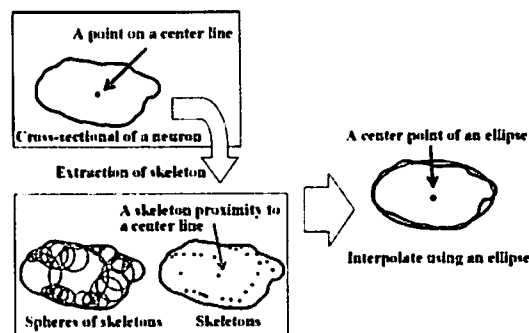 A point on a center line
Cross-sectional of a neuron
Extraction of skeleton
A skeleton proximity to
a center line
Spheres of skeletons
Skeletons
A center point of an ellipse
Interpolate using an ellipse